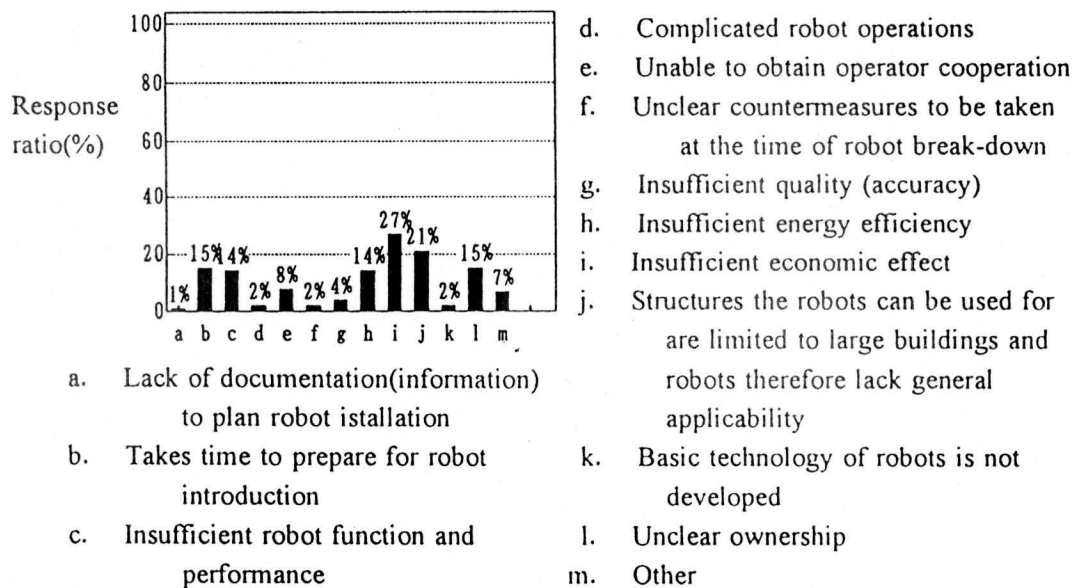 100
80
Response
ratio(%)
60
40
20
0
1%
15%
14%
2%
8%
2%
4%
14%
27%
21%
2%
15%
7%
a b c d e f g h i j k l m
a. Lack of documentation(information)
to plan robot istallation
b. Takes time to prepare for robot
introduction
c. Insufficient robot function and
performance
d. Complicated robot operations
e. Unable to obtain operator cooperation
f. Unclear countermeasures to be taken
at the time of robot break-down
g. Insufficient quality (accuracy)
h. Insufficient energy efficiency
i. Insufficient economic effect
j. Structures the robots can be used for
are limited to large buildings and
robots therefore lack general
applicability
k. Basic technology of robots is not
developed
l. Unclear ownership
m. Other